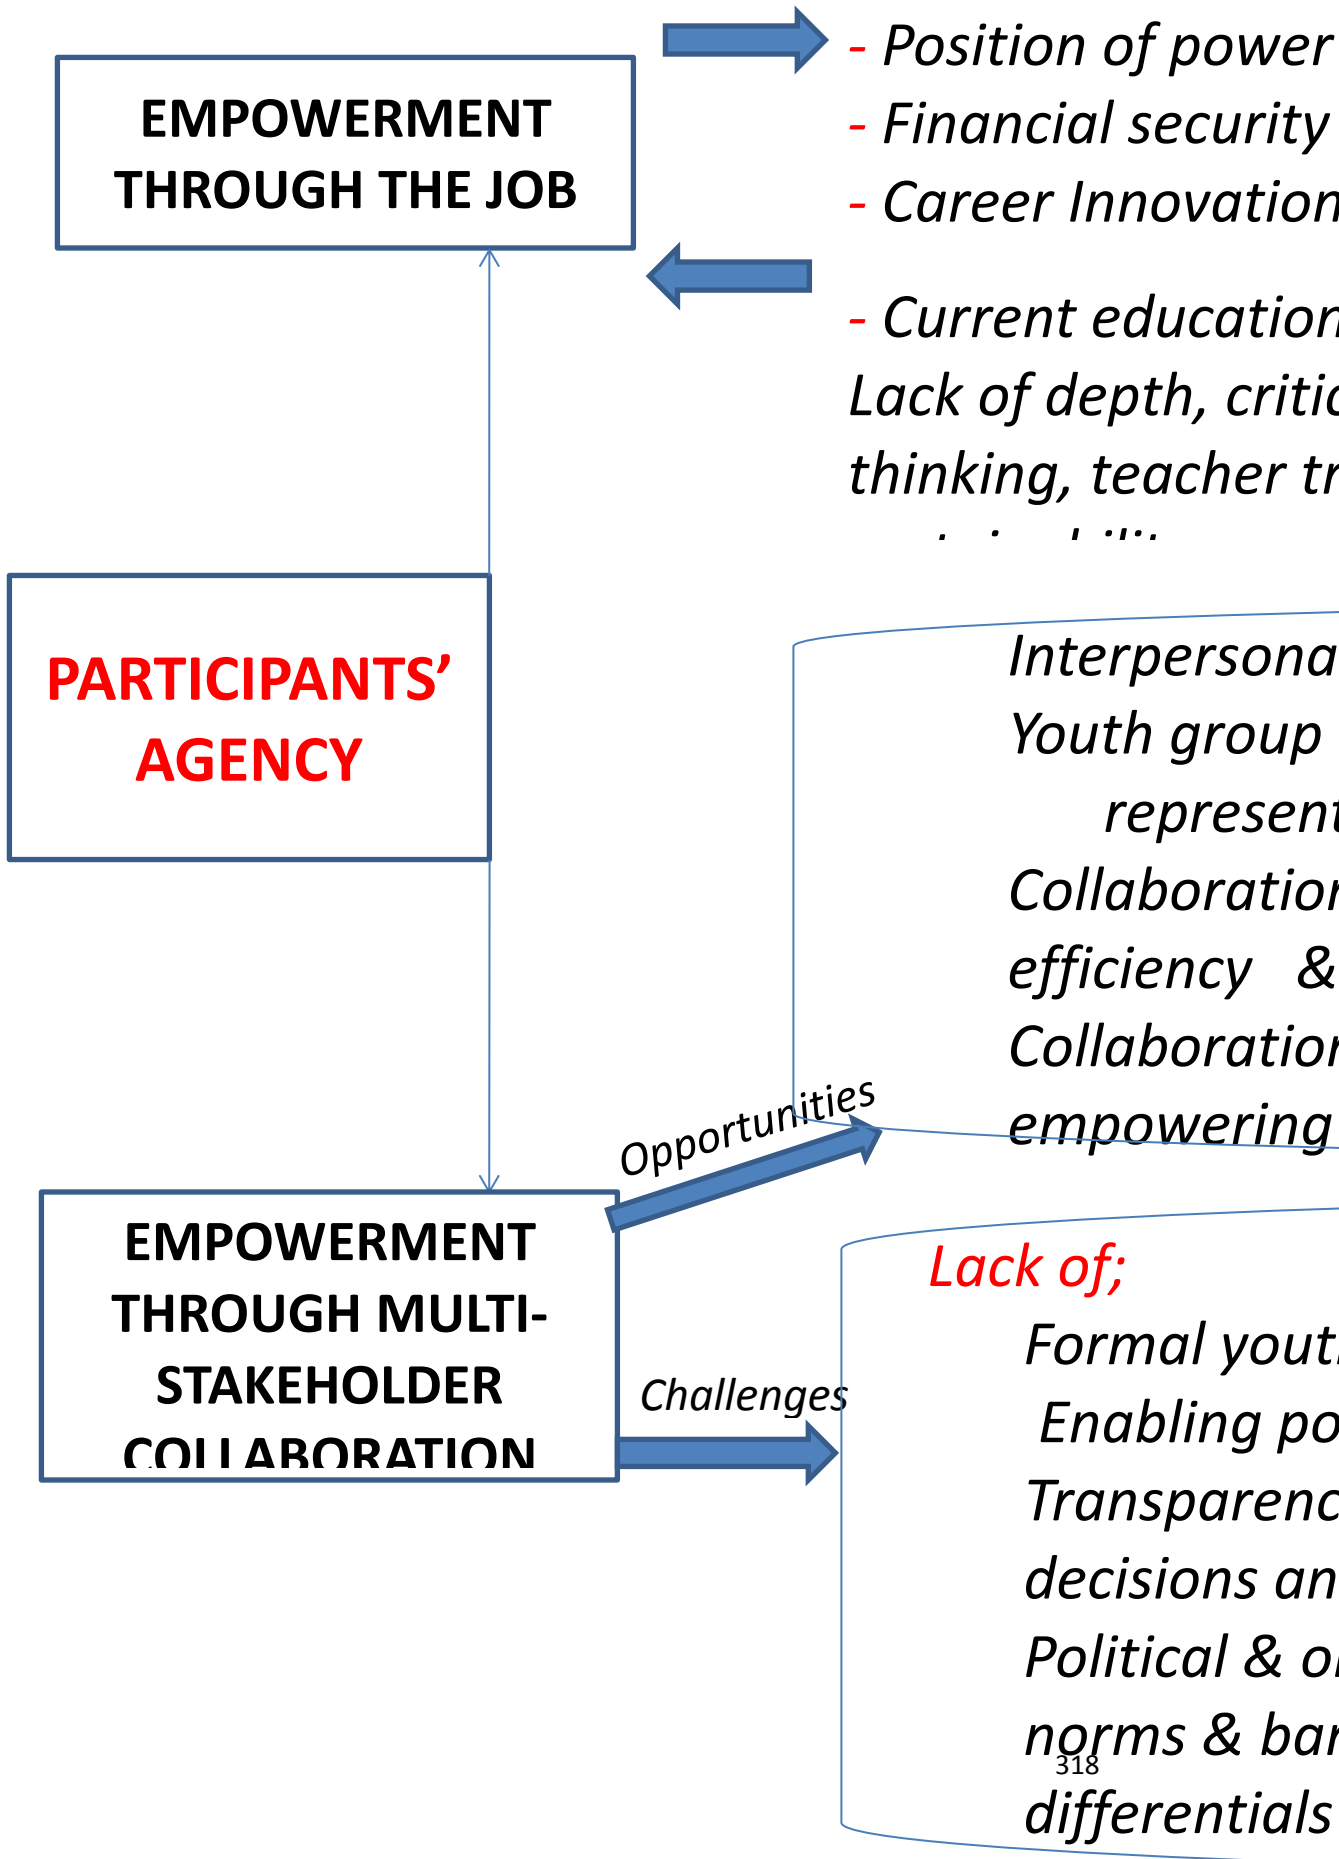 EMPOWERMENT
THROUGH THE JOB
- Position of power
- Financial security
- Career Innovation
- Current education
Lack of depth, critic
thinking, teacher tr
PARTICIPANTS’
AGENCY
Interpersona
Youth group
represent
Collaboration
efficiency & 
Collaboration
empowering
Opportunities
EMPOWERMENT
THROUGH MULTI-
STAKEHOLDER
COLLABORATION
Challenges
Lack of;
Formal youth
Enabling po
Transparenc
decisions an
Political & o
norms & bar
differentials
318